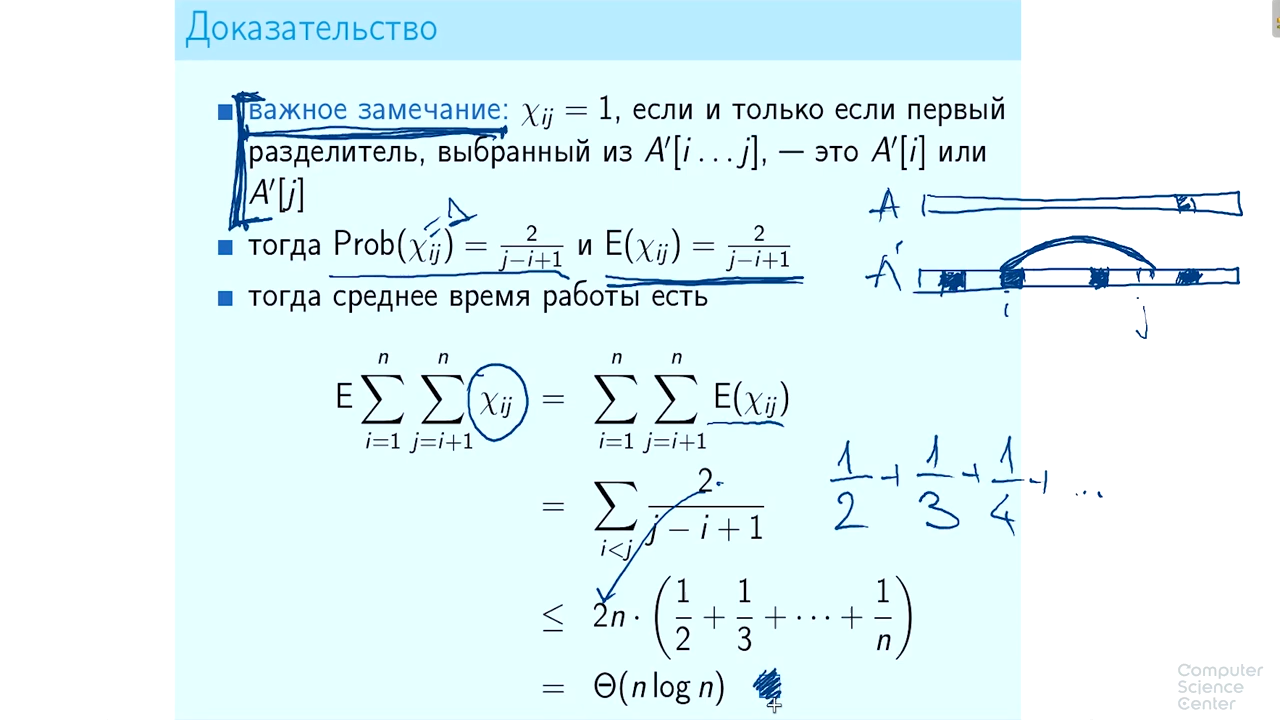 Доказательство
важное замечание: χij = 1, если и только если первый
разделитель, выбранный из A′[i . . . j], — это A′[i] или
A′[j]
тогда Prob(χij) = 2/(j−i+1) и E(χij) = 2/(j−i+1)
=1
тогда среднее время работы есть
A
A′
i
j
E ∑_{i=1}^{n} ∑_{j=i+1}^{n} χij = ∑_{i=1}^{n} ∑_{j=i+1}^{n} E(χij)
= ∑_{i<j} 2/(j − i + 1)
1/2 + 1/3 + 1/4 + ...
≤ 2n · (1/2 + 1/3 + · · · + 1/n)
= Θ(n log n)
Computer
Science
Center